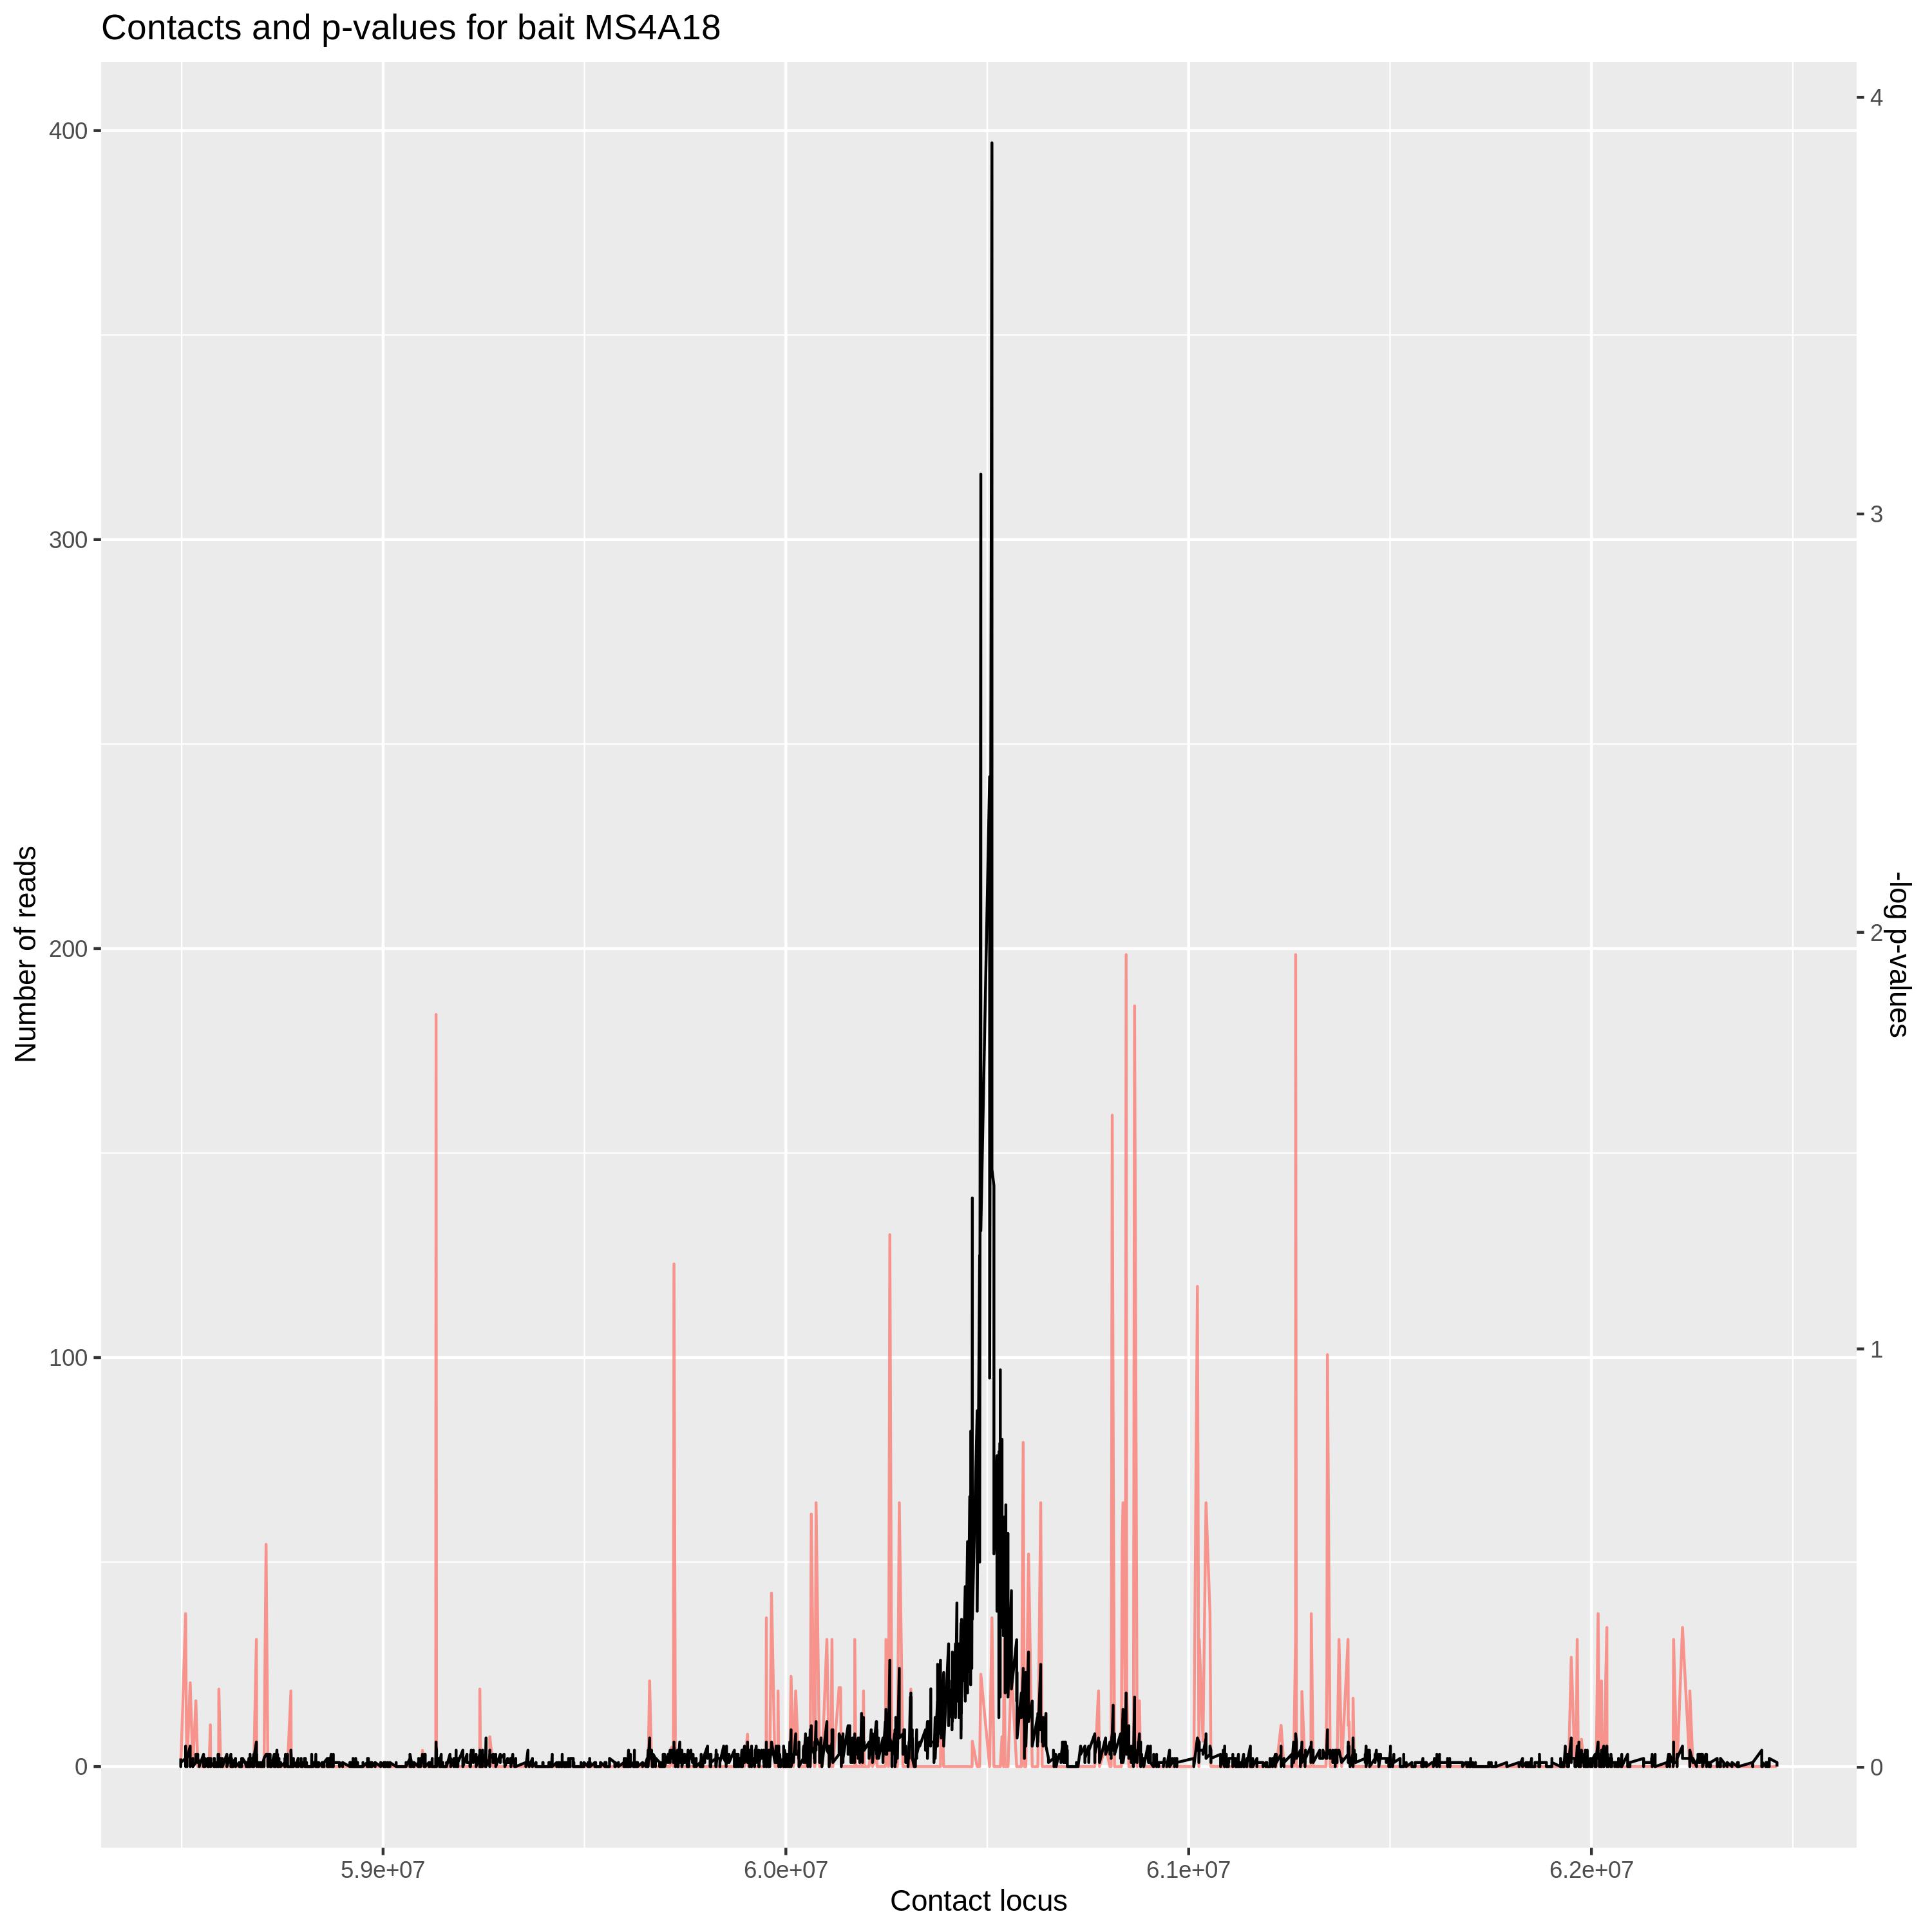 Contacts and p-values for bait MS4A18
400
300
200
100
0
Number of reads
4
3
2
1
0
-log p-values
5.9e+07
6.0e+07
6.1e+07
6.2e+07
Contact locus